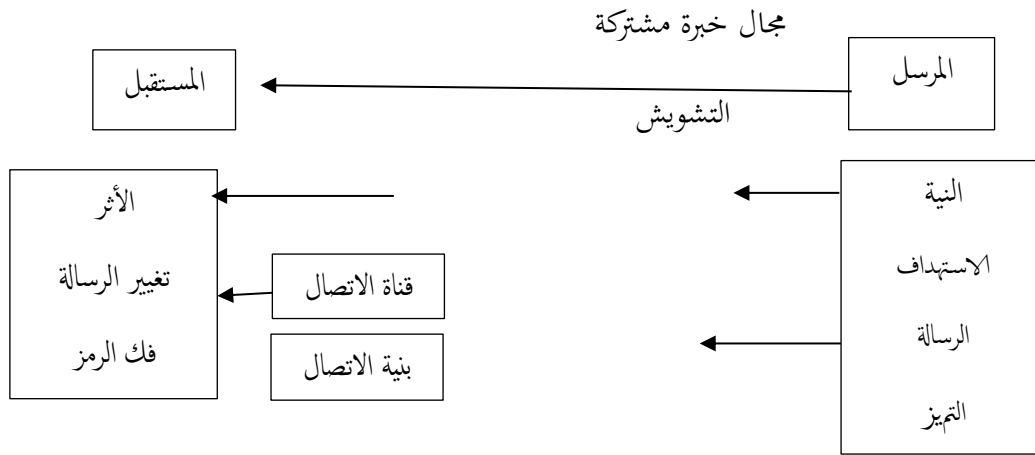 مجال خبرة مشتركة
المرسل
المستقبل
التشويش
النية
الاستهداف
الرسالة
التميز
الأثر
تغيير الرسالة
فك الرمز
قناة الاتصال
بنية الاتصال